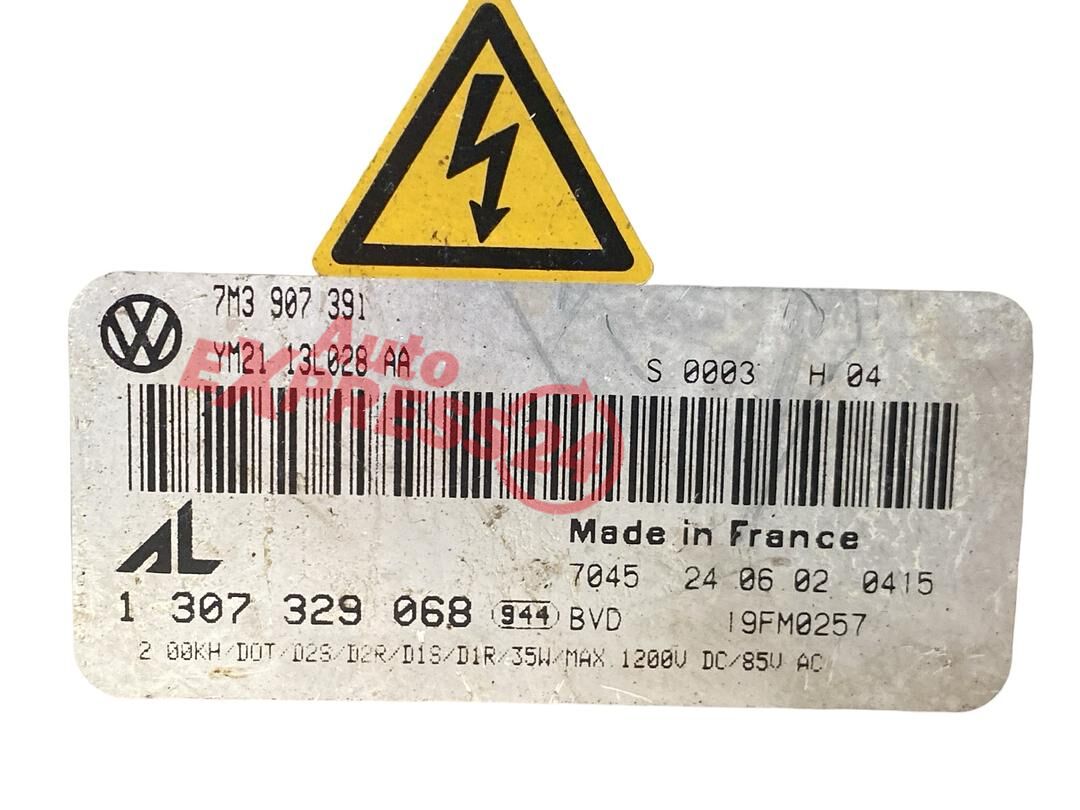 7M3 907 391
YM21 13L028 AA
S 0003 H 04
Auto
EXPRESS24
Made in France
AL
7045 24 06 02 0415
1 307 329 068 944 BVD 19FM0257
2 00KH/DOT/D2S/D2R/D1S/D1R/35W/MAX 1200V DC/85V AC